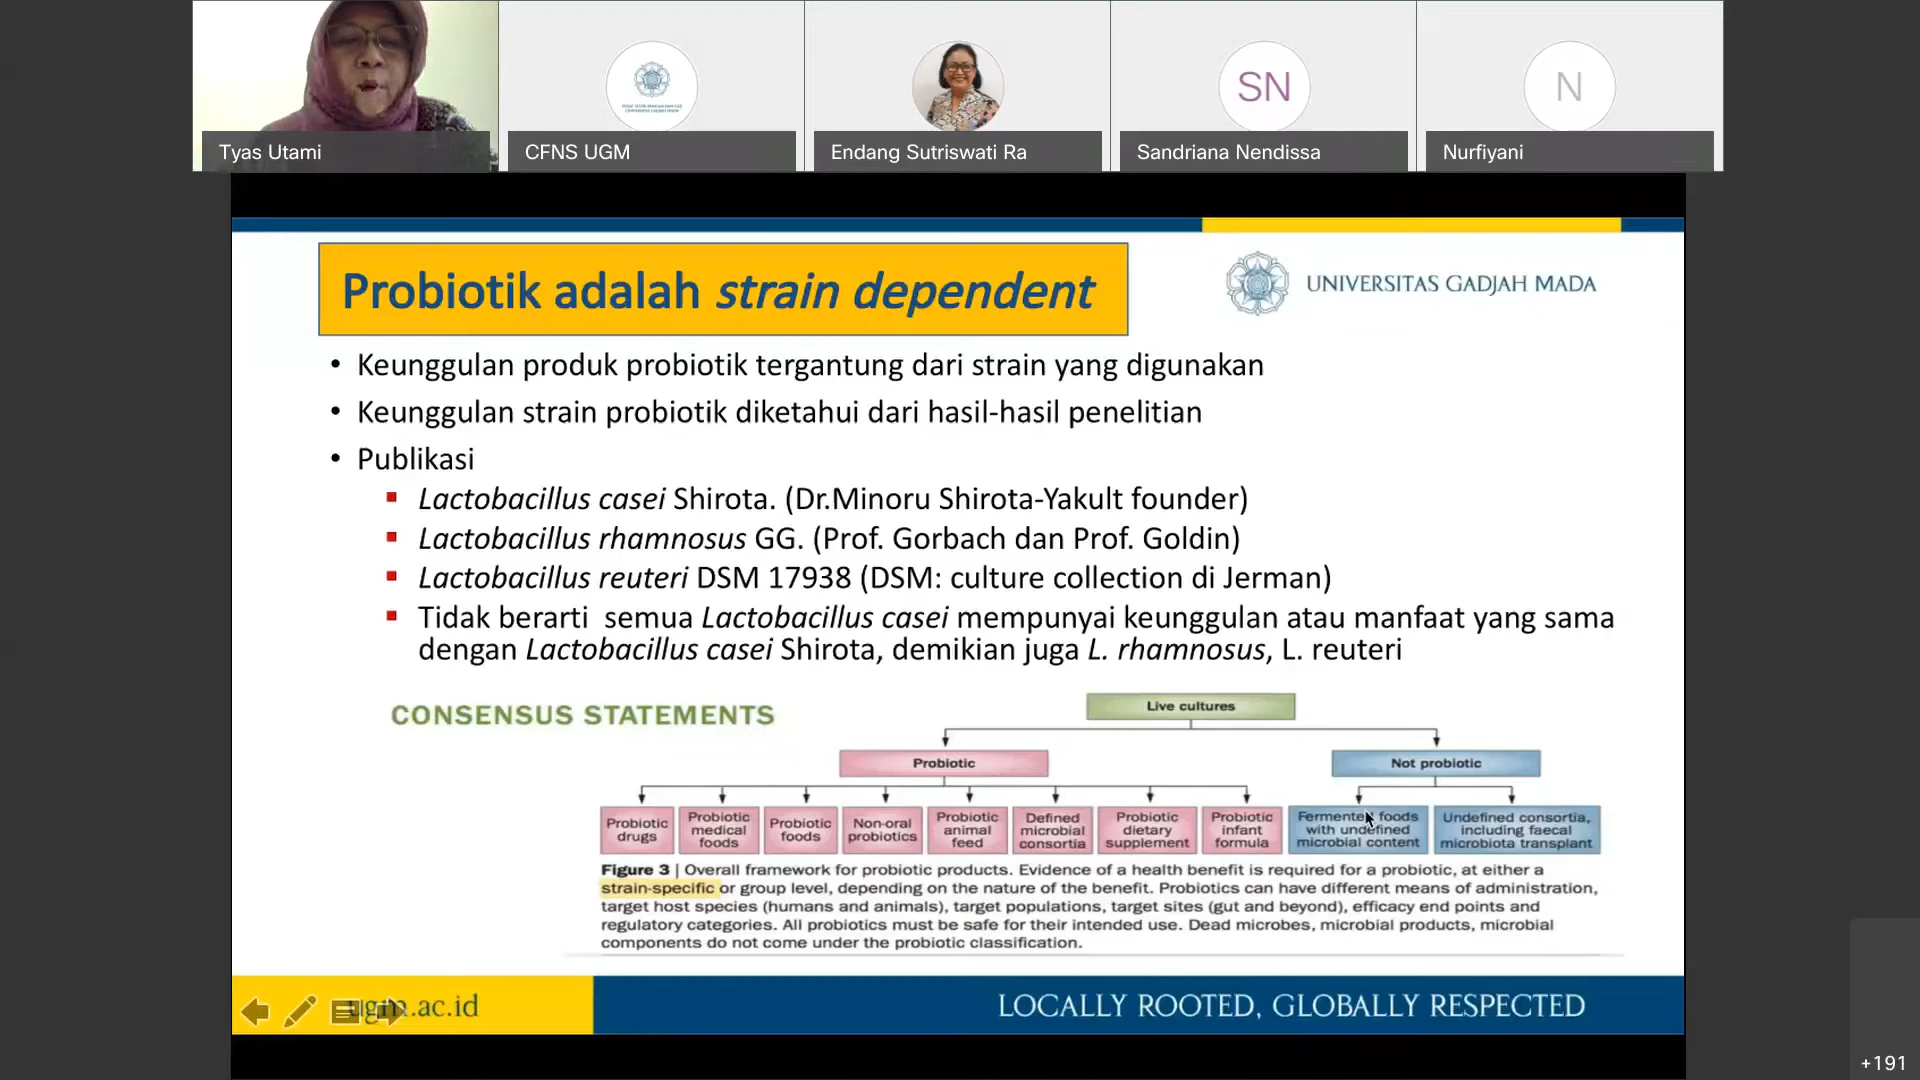 Tyas Utami
CFNS UGM
Endang Sutriswati Ra
SN
Sandriana Nendissa
N
Nurfiyani
Probiotik adalah strain dependent
UNIVERSITAS GADJAH MADA
• Keunggulan produk probiotik tergantung dari strain yang digunakan
• Keunggulan strain probiotik diketahui dari hasil-hasil penelitian
• Publikasi
▪ Lactobacillus casei Shirota. (Dr.Minoru Shirota-Yakult founder)
▪ Lactobacillus rhamnosus GG. (Prof. Gorbach dan Prof. Goldin)
▪ Lactobacillus reuteri DSM 17938 (DSM: culture collection di Jerman)
▪ Tidak berarti semua Lactobacillus casei mempunyai keunggulan atau manfaat yang sama
dengan Lactobacillus casei Shirota, demikian juga L. rhamnosus, L. reuteri
CONSENSUS STATEMENTS
Live cultures
Probiotic
Not probiotic
Probiotic
drugs
Probiotic
medical
foods
Probiotic
foods
Non-oral
probiotics
Probiotic
animal
feed
Defined
microbial
consortia
Probiotic
dietary
supplement
Probiotic
infant
formula
Fermented foods
with undefined
microbial content
Undefined consortia,
including faecal
microbiota transplant
Figure 3 | Overall framework for probiotic products. Evidence of a health benefit is required for a probiotic, at either a
strain-specific or group level, depending on the nature of the benefit. Probiotics can have different means of administration,
target host species (humans and animals), target populations, target sites (gut and beyond), efficacy end points and
regulatory categories. All probiotics must be safe for their intended use. Dead microbes, microbial products, microbial
components do not come under the probiotic classification.
ugm.ac.id
LOCALLY ROOTED, GLOBALLY RESPECTED
+191